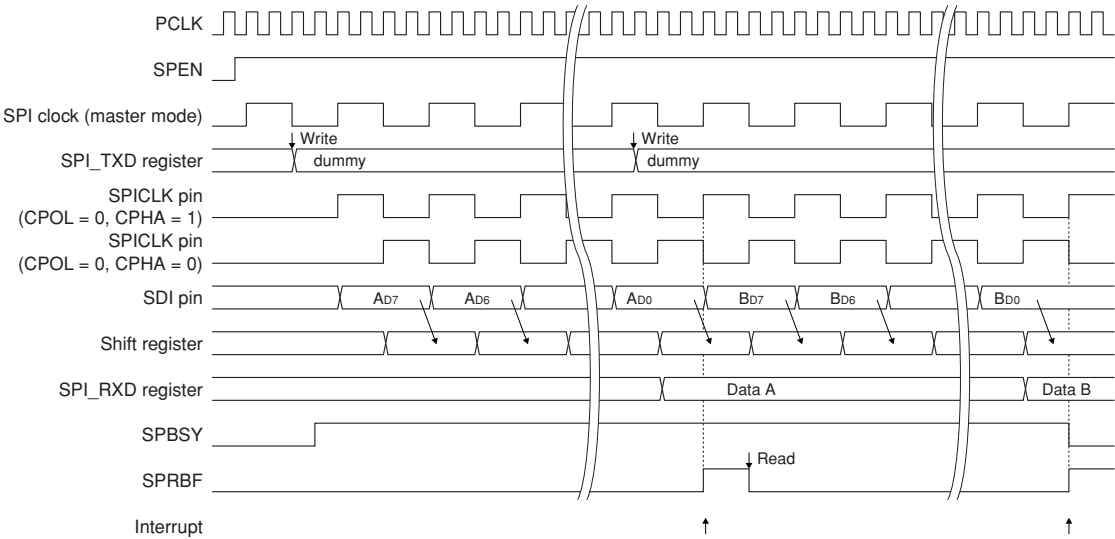 PCLK
SPEN
SPI clock (master mode)
Write Write
SPI_TXD register dummy dummy
SPICLK pin
(CPOL = 0, CPHA = 1)
SPICLK pin
(CPOL = 0, CPHA = 0)
SDI pin AD7 AD6 AD0 BD7 BD6 BD0
Shift register
SPI_RXD register Data A Data B
SPBSY
Read
SPRBF
Interrupt